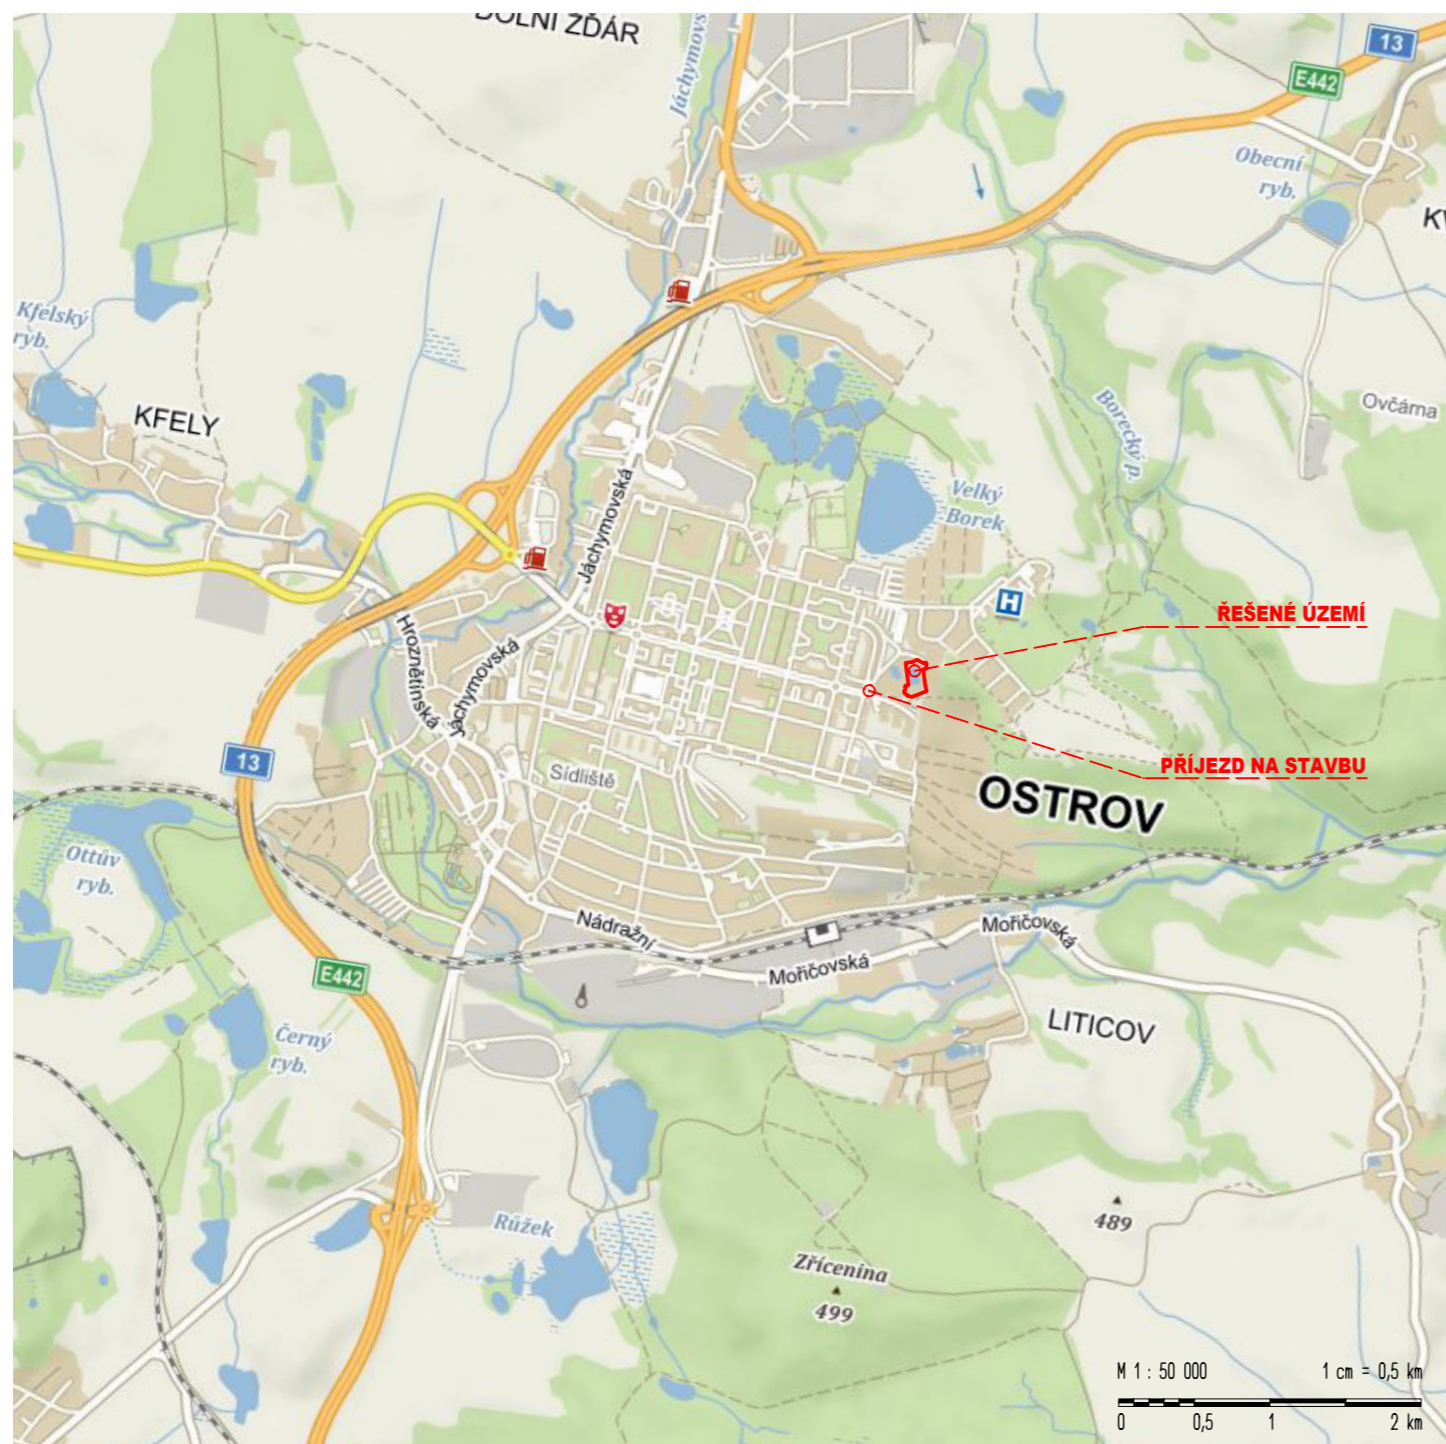 DOLNÍ ŽĎÁR
Jáchymovs
13
E442
Obecní
ryb.
KV
Kfelský
ryb.
KFELY
Ovčárna
Borecký p.
Velký
Borek
Jáchymovská
H
ŘEŠENÉ ÚZEMÍ
Hroznětínská
Jáchymovská
13
Sídliště
PŘÍJEZD NA STAVBU
OSTROV
Ottův
ryb.
Nádražní
Mořičovská
Mořičovská
E442
LITICOV
Černý
ryb.
Růžek
489
Zřícenina
499
M 1 : 50 000 1 cm = 0,5 km
0 0,5 1 2 km